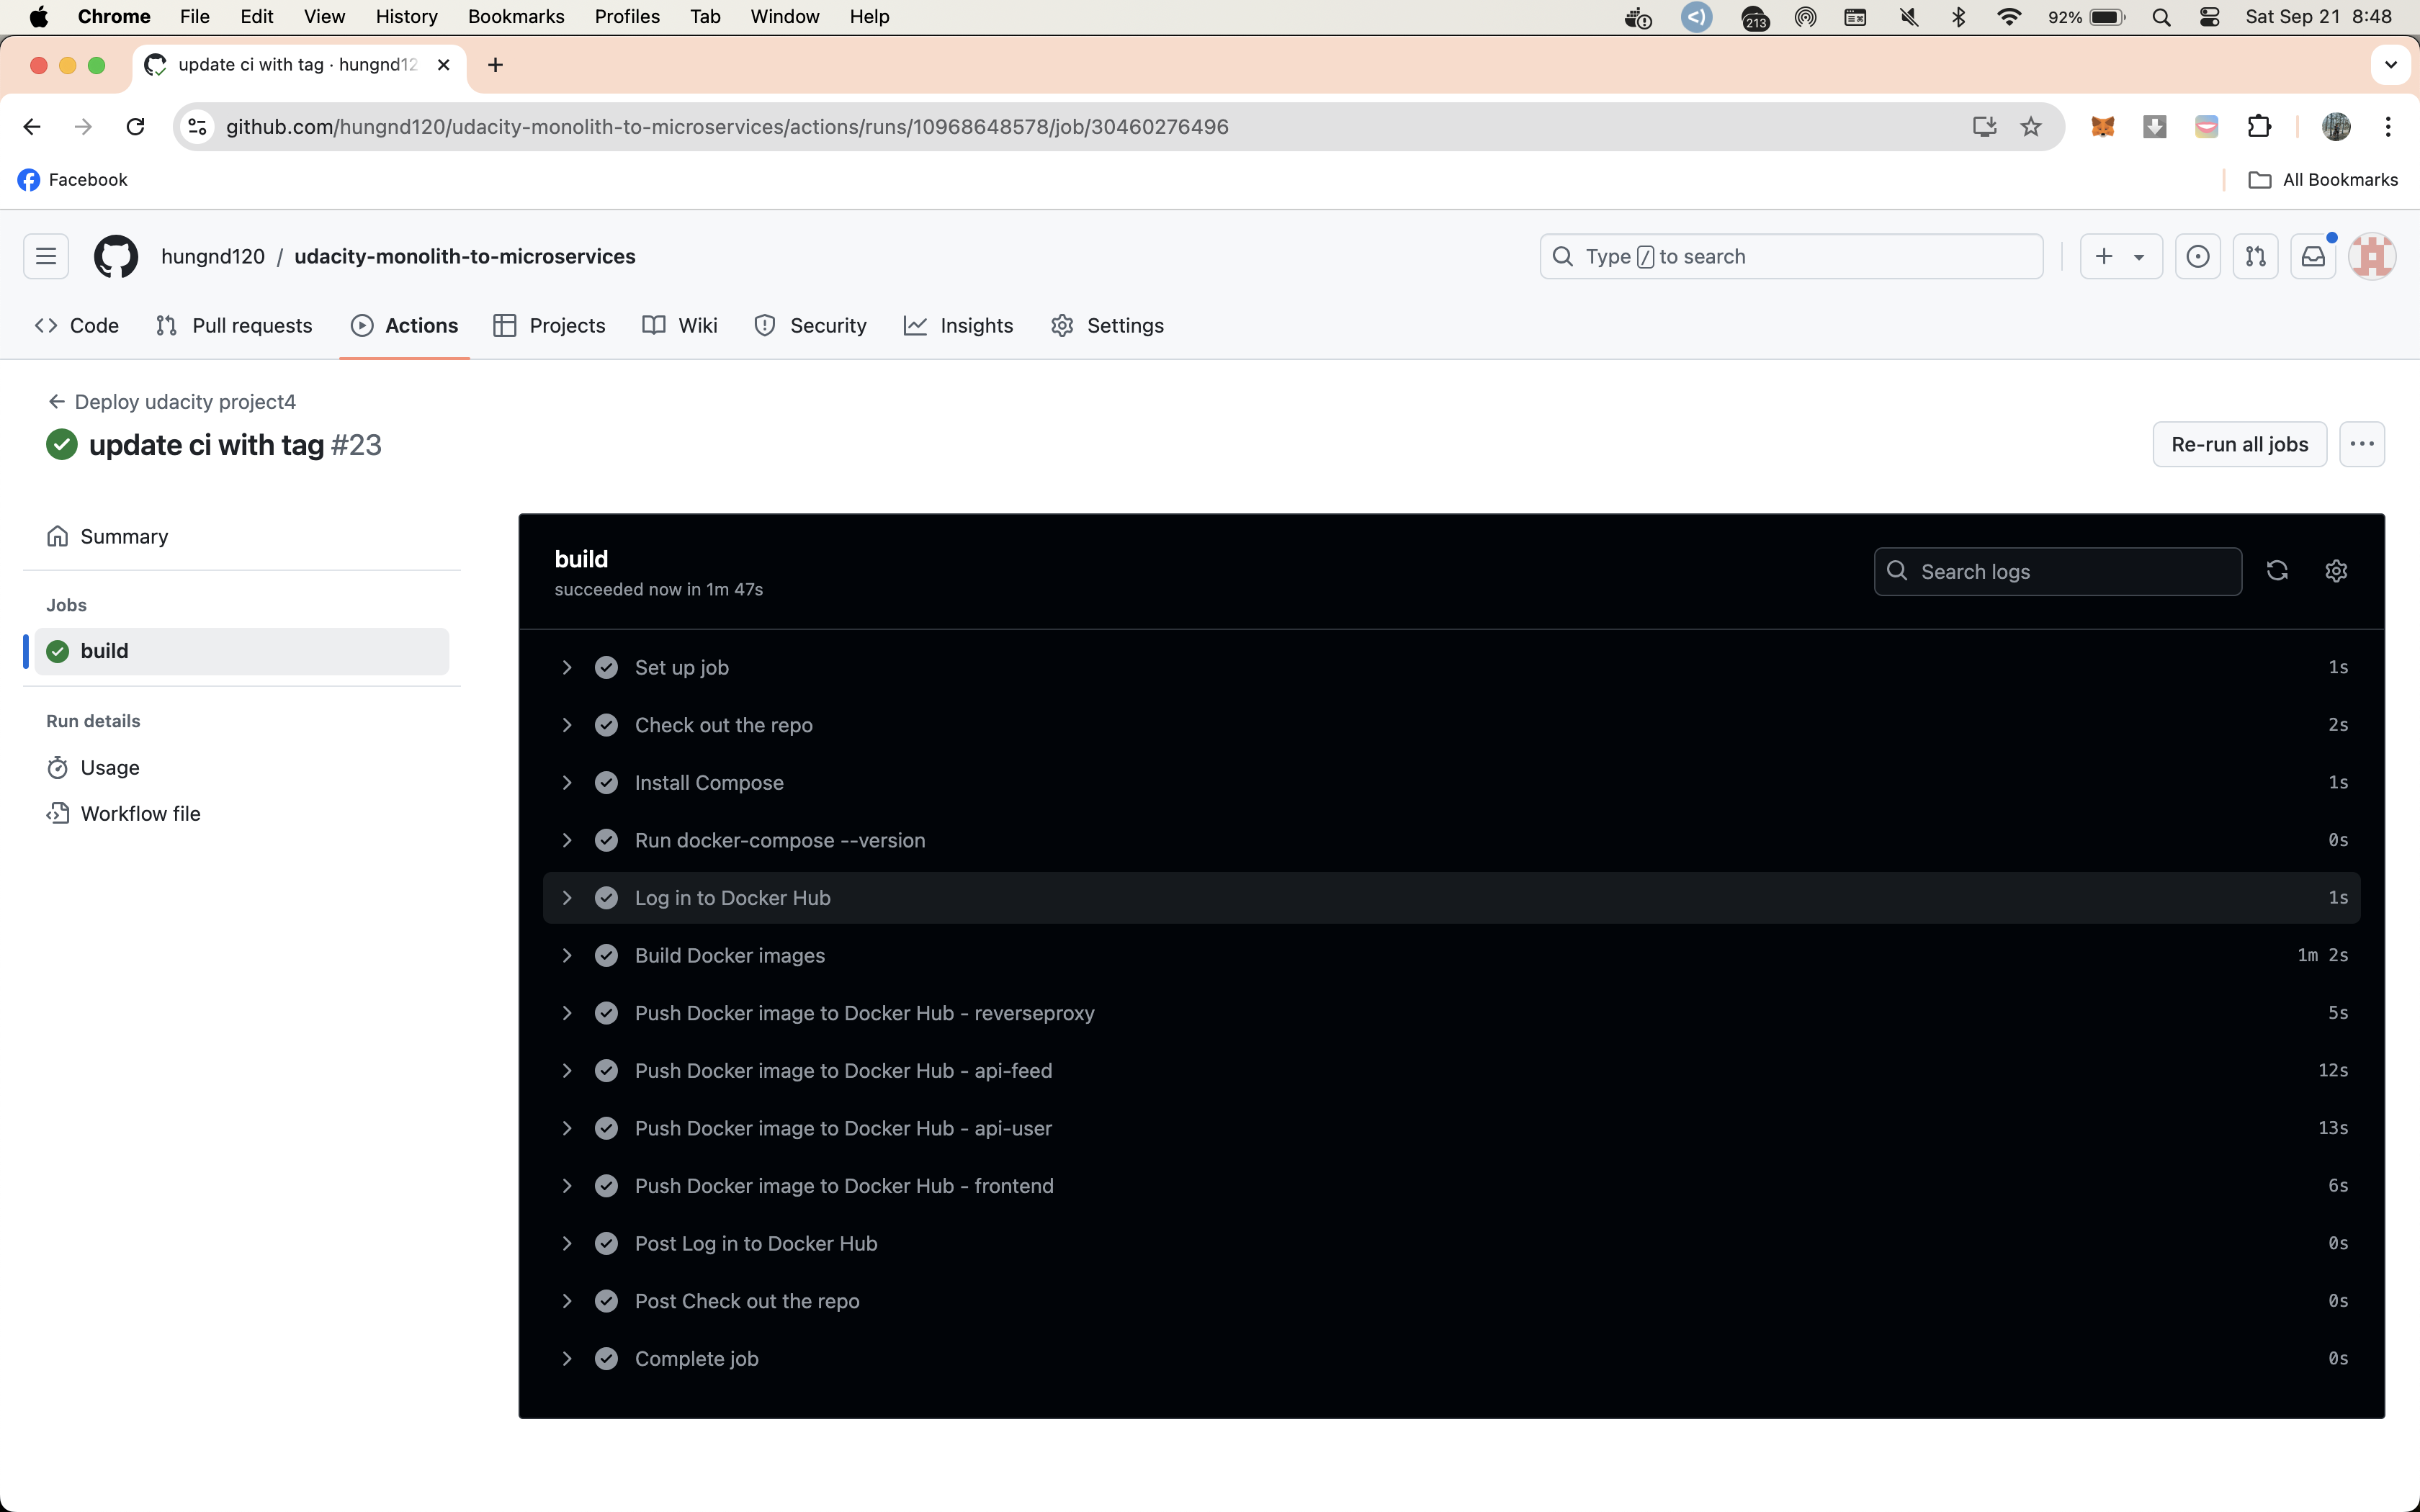 Chrome File Edit View History Bookmarks Profiles Tab Window Help 213 92% Sat Sep 21 8:48
update ci with tag · hungnd12
github.com/hungnd120/udacity-monolith-to-microservices/actions/runs/10968648578/job/30460276496
Facebook All Bookmarks
hungnd120 / udacity-monolith-to-microservices Type / to search
Code Pull requests Actions Projects Wiki Security Insights Settings
Deploy udacity project4
update ci with tag #23 Re-run all jobs
Summary
Jobs
build
Run details
Usage
Workflow file
build
succeeded now in 1m 47s
Search logs
Set up job 1s
Check out the repo 2s
Install Compose 1s
Run docker-compose --version 0s
Log in to Docker Hub 1s
Build Docker images 1m 2s
Push Docker image to Docker Hub - reverseproxy 5s
Push Docker image to Docker Hub - api-feed 12s
Push Docker image to Docker Hub - api-user 13s
Push Docker image to Docker Hub - frontend 6s
Post Log in to Docker Hub 0s
Post Check out the repo 0s
Complete job 0s